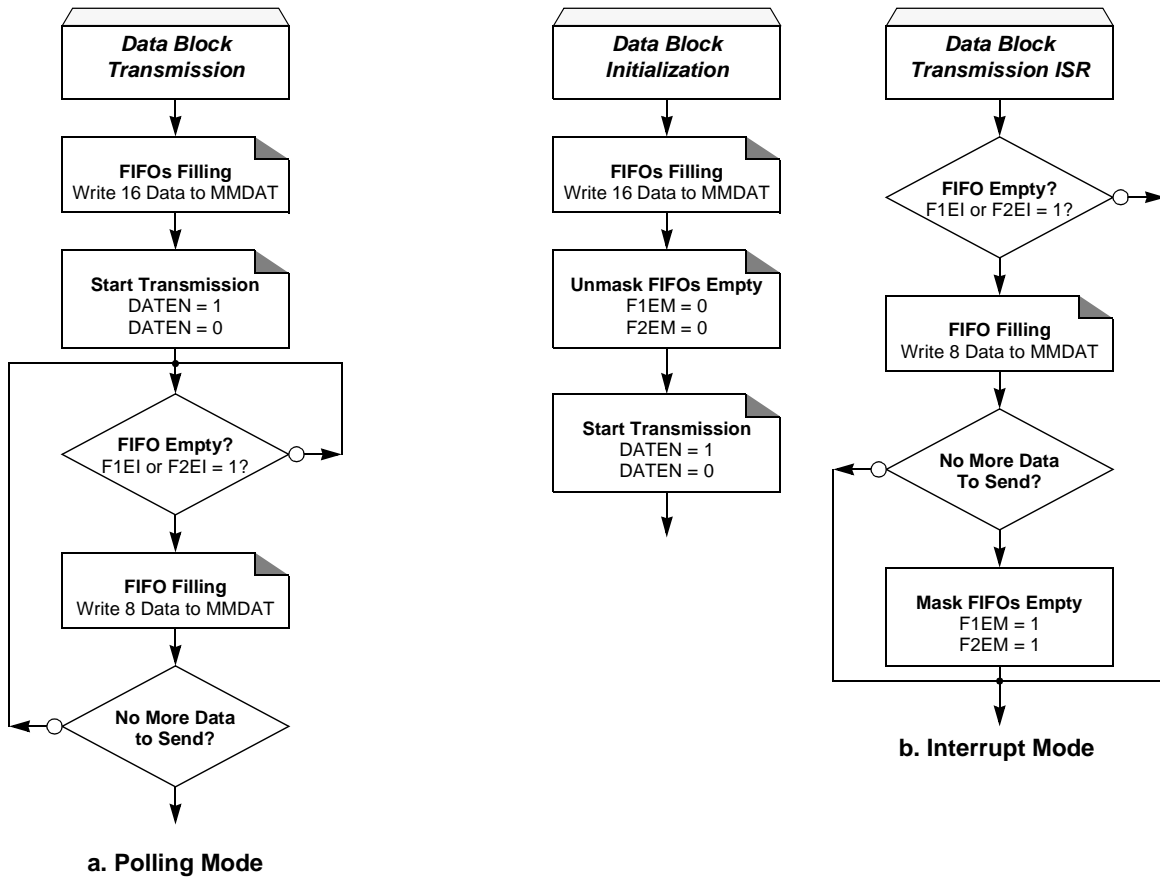 Data Block
Transmission
FIFOs Filling
Write 16 Data to MMDAT
Start Transmission
DATEN = 1
DATEN = 0
FIFO Empty?
F1EI or F2EI = 1?
FIFO Filling
Write 8 Data to MMDAT
No More Data
to Send?
a. Polling Mode
Data Block
Initialization
FIFOs Filling
Write 16 Data to MMDAT
Unmask FIFOs Empty
F1EM = 0
F2EM = 0
Start Transmission
DATEN = 1
DATEN = 0
Data Block
Transmission ISR
FIFO Empty?
F1EI or F2EI = 1?
FIFO Filling
Write 8 Data to MMDAT
No More Data
To Send?
Mask FIFOs Empty
F1EM = 1
F2EM = 1
b. Interrupt Mode